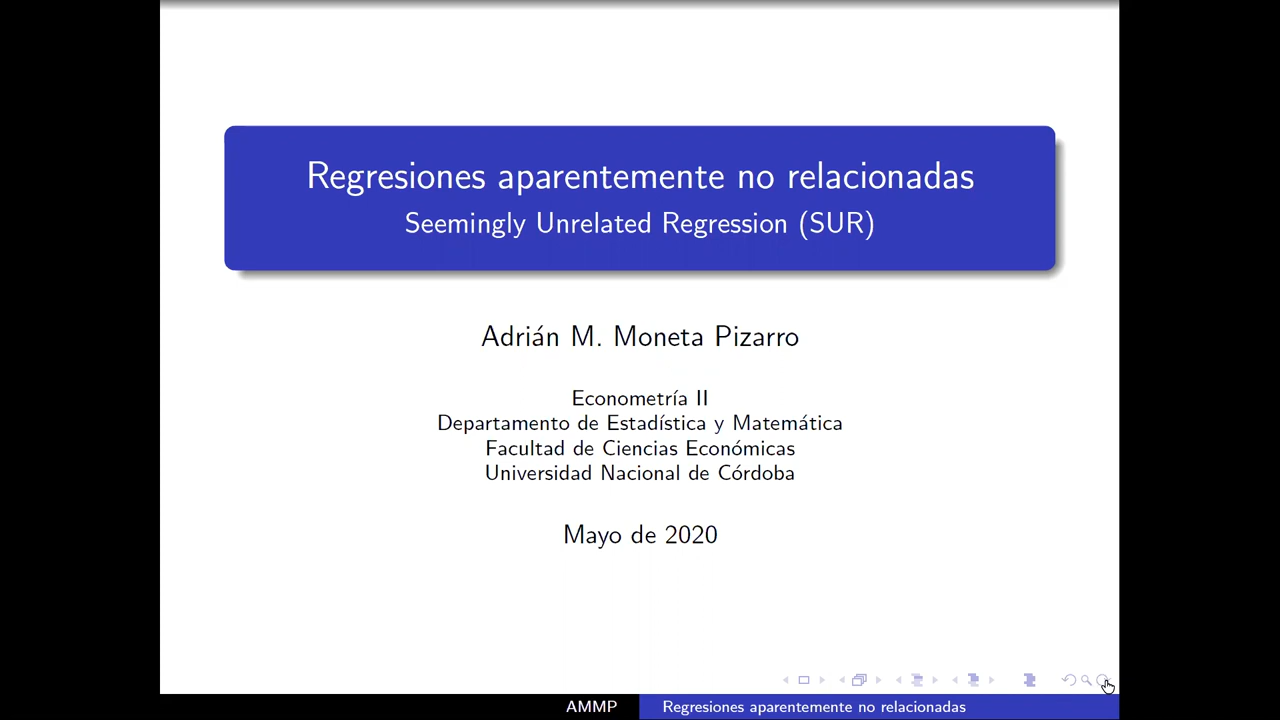 Regresiones aparentemente no relacionadas
Seemingly Unrelated Regression (SUR)
Adrián M. Moneta Pizarro
Econometría II
Departamento de Estadística y Matemática
Facultad de Ciencias Económicas
Universidad Nacional de Córdoba
Mayo de 2020
AMMP
Regresiones aparentemente no relacionadas